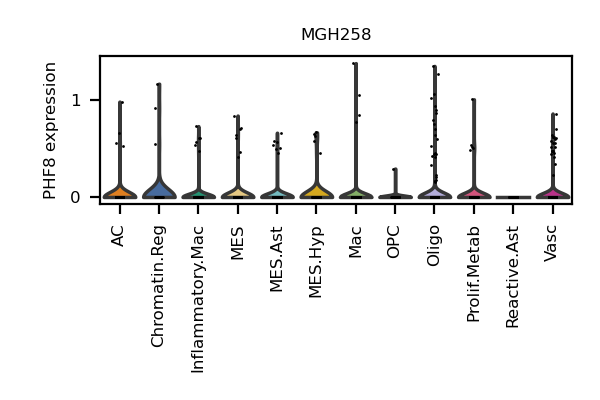 MGH258
PHF8 expression
1
0
AC
Chromatin.Reg
Inflammatory.Mac
MES
MES.Ast
MES.Hyp
Mac
OPC
Oligo
Prolif.Metab
Reactive.Ast
Vasc